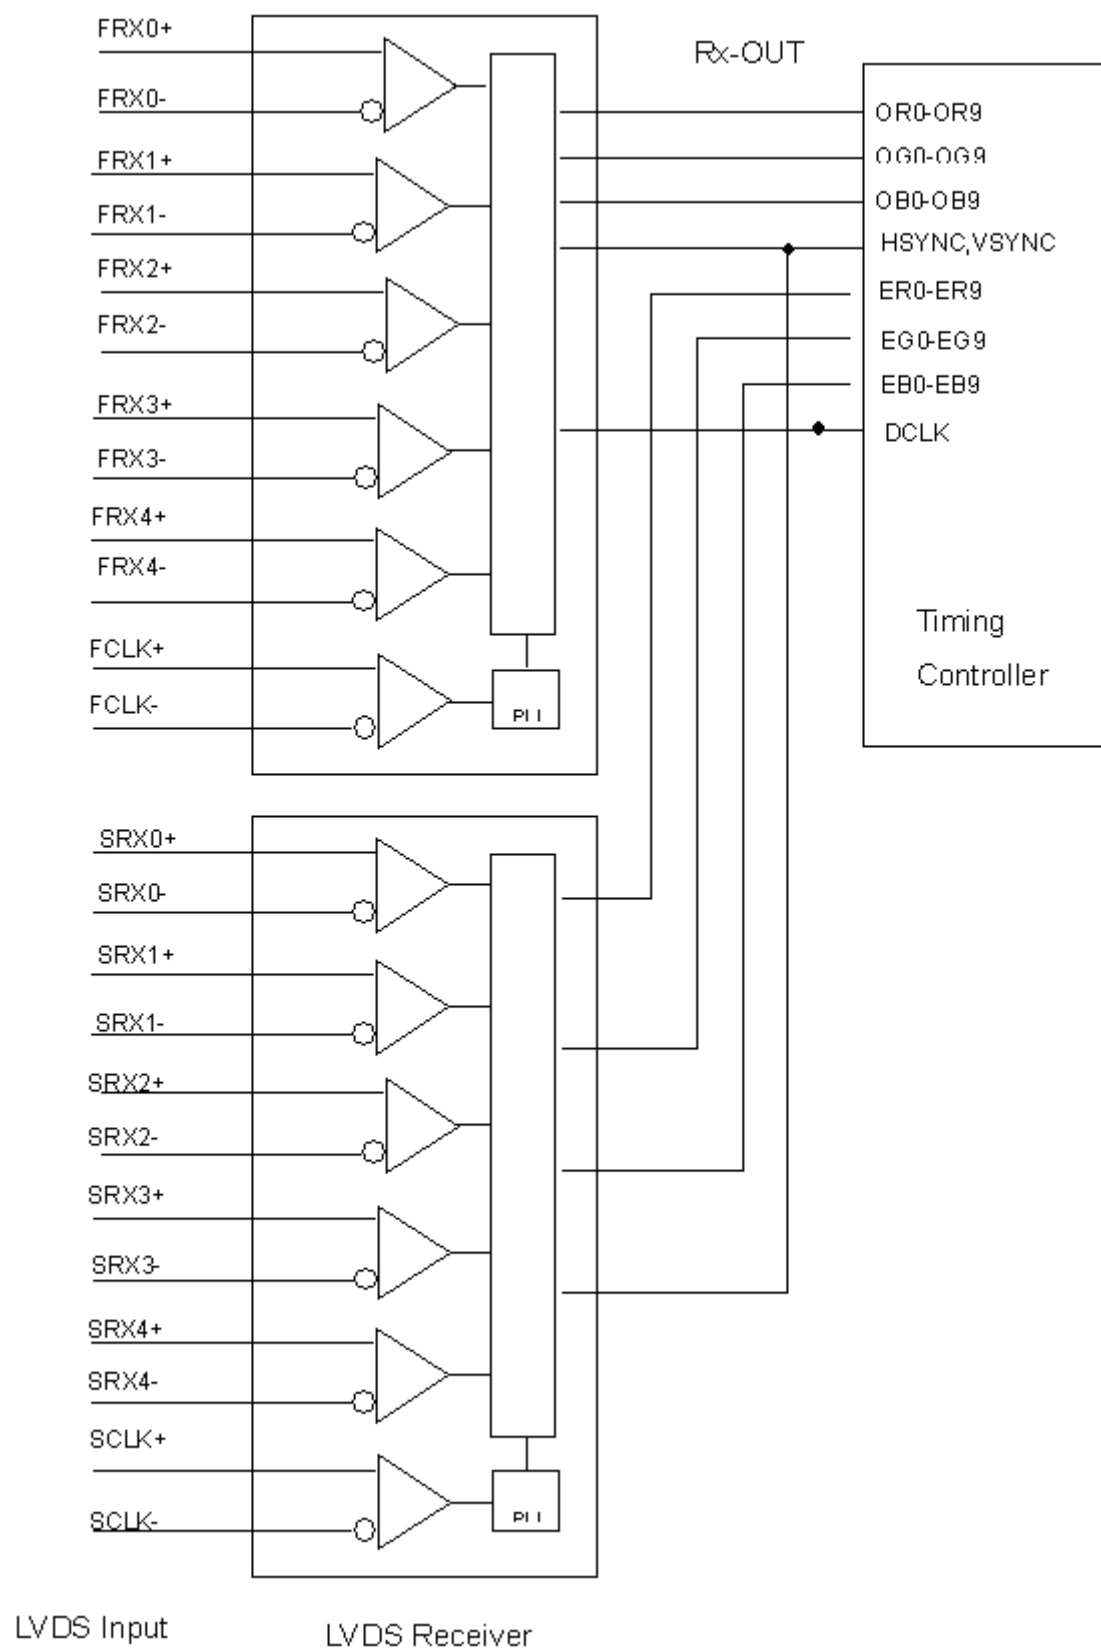 FRX0+
FRX0-
FRX1+
FRX1-
FRX2+
FRX2-
FRX3+
FRX3-
FRX4+
FRX4-
FCLK+
FCLK-
PLL
Rx-OUT
OR0-OR9
OG0-OG9
OB0-OB9
HSYNC,VSYNC
ER0-ER9
EG0-EG9
EB0-EB9
DCLK
Timing
Controller
SRX0+
SRX0-
SRX1+
SRX1-
SRX2+
SRX2-
SRX3+
SRX3-
SRX4+
SRX4-
SCLK+
SCLK-
PLL
LVDS Input
LVDS Receiver